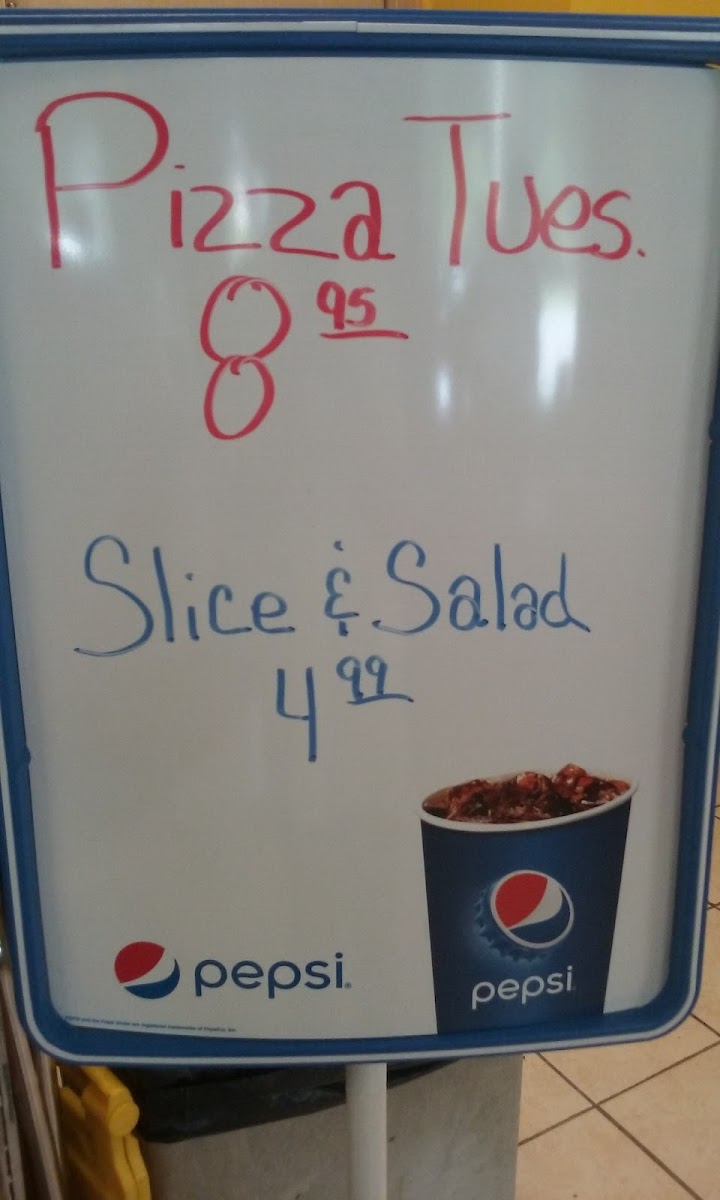 Pizza Tues.
8 95
Slice & Salad
4 99
pepsi
pepsi